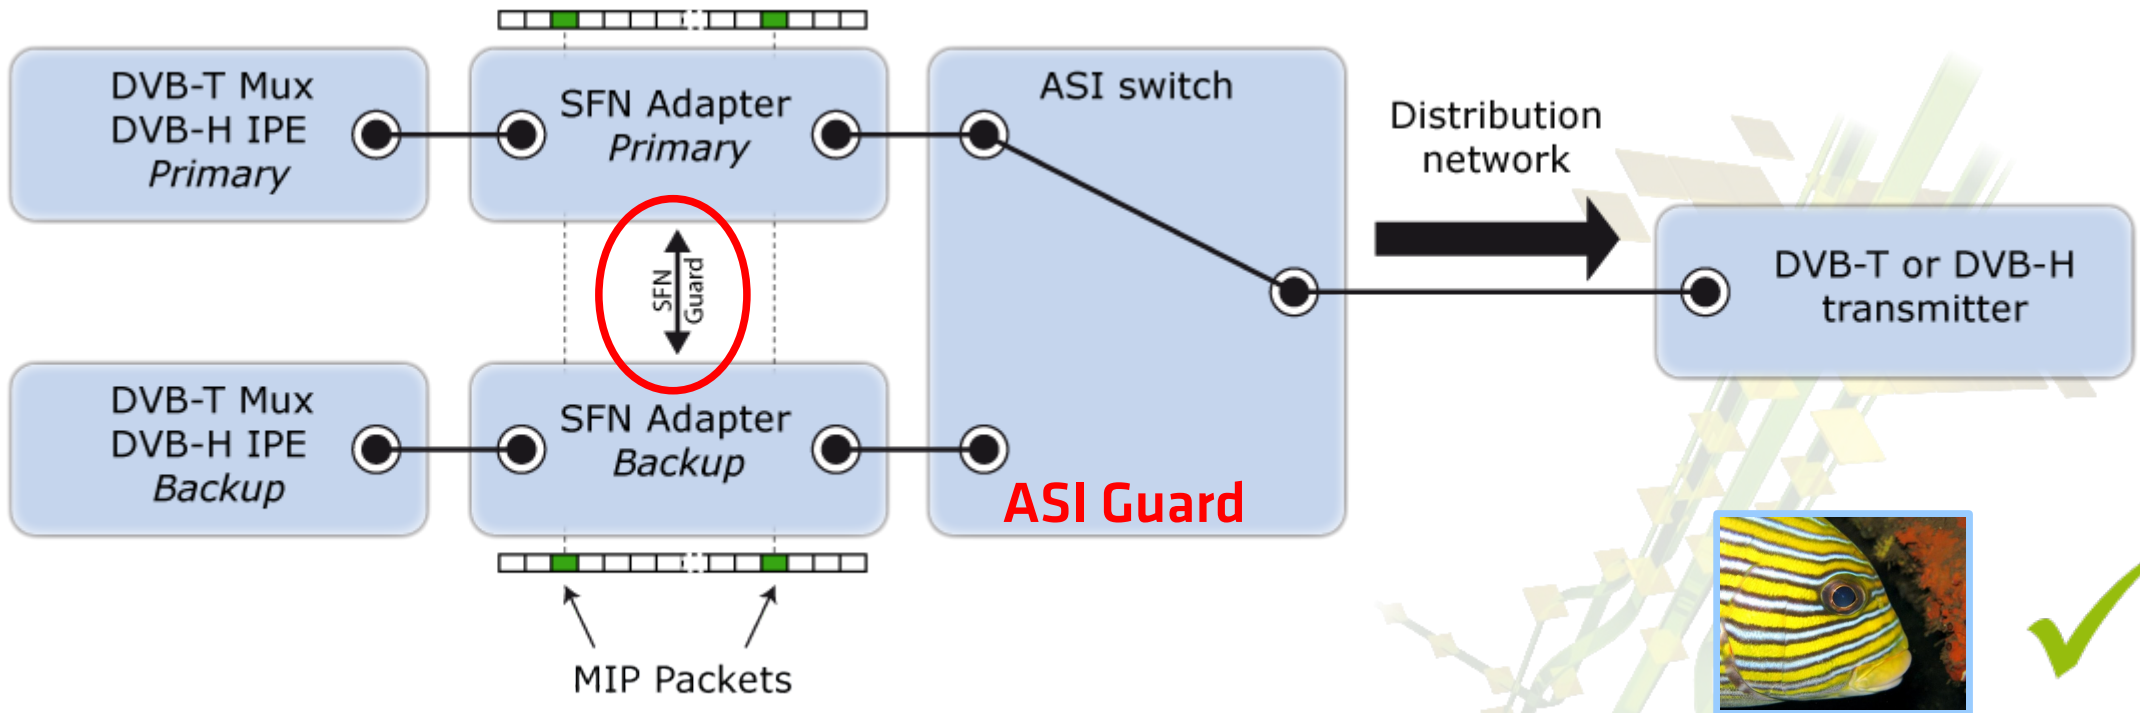 DVB-T Mux
DVB-H IPE
Primary
SFN Adapter
Primary
ASI switch
Distribution
network
SFN
Guard
DVB-T or DVB-H
transmitter
DVB-T Mux
DVB-H IPE
Backup
SFN Adapter
Backup
ASI Guard
MIP Packets